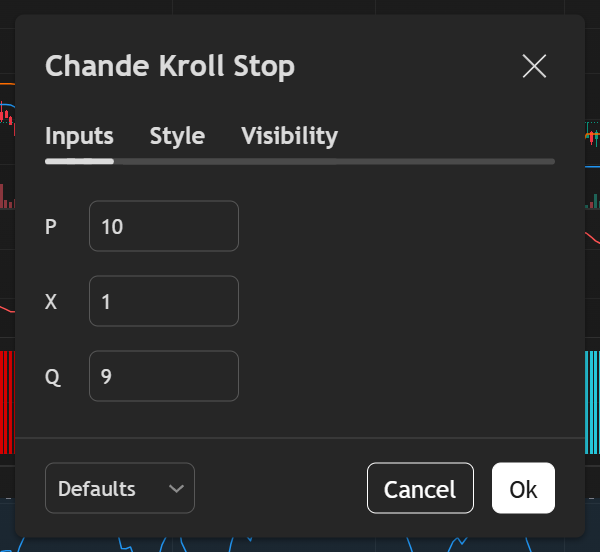 Chande Kroll Stop
Inputs Style Visibility
P 10
X 1
Q 9
Defaults Cancel Ok